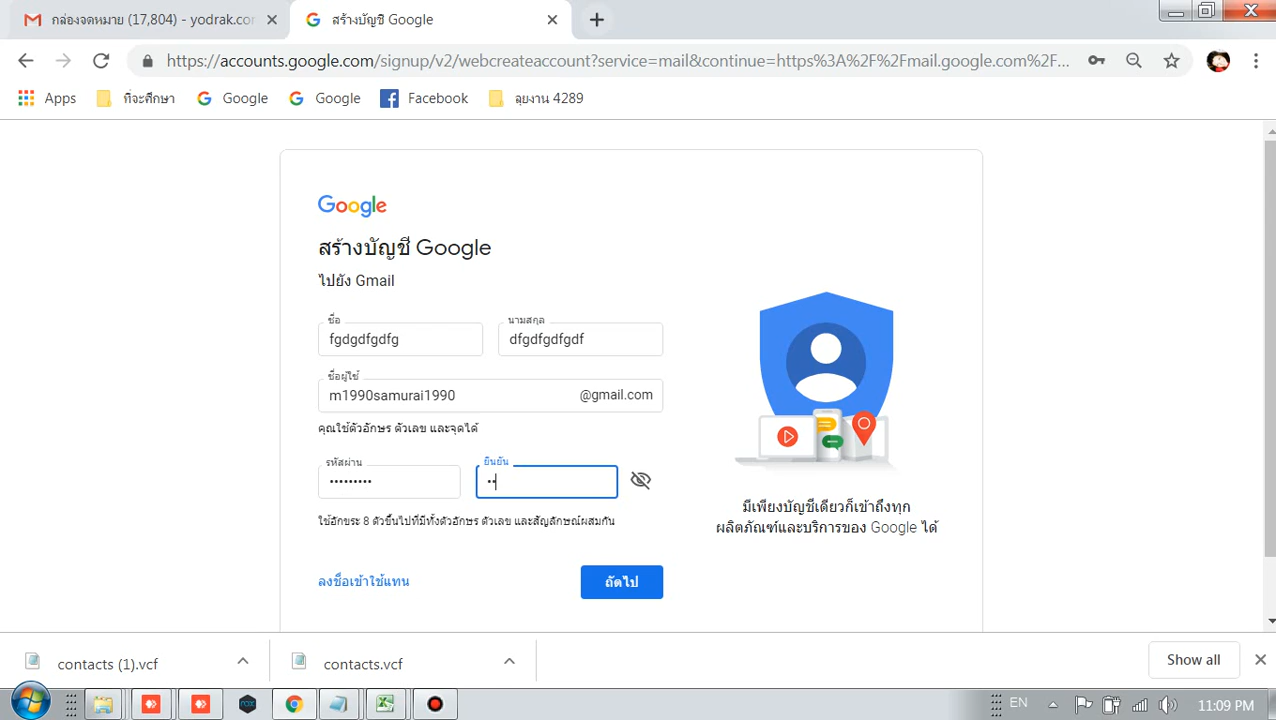 กล่องจดหมาย (17,804) - yodrak.co
สร้างบัญชี Google
https://accounts.google.com/signup/v2/webcreateaccount?service=mail&continue=https%3A%2F%2Fmail.google.com%2F...
Apps ที่จะศึกษา Google Google Facebook ลุยงาน 4289
Google
สร้างบัญชี Google
ไปยัง Gmail
ชื่อ นามสกุล
fgdgdfgdfg dfgdfgdfgdf
ชื่อผู้ใช้
m1990samurai1990 @gmail.com
คุณใช้ตัวอักษร ตัวเลข และจุดได้
รหัสผ่าน ยืนยัน
••••••••• ••
ใช้อักขระ 8 ตัวขึ้นไปที่มีทั้งตัวอักษร ตัวเลข และสัญลักษณ์ผสมกัน
มีเพียงบัญชีเดียวก็เข้าถึงทุก
ผลิตภัณฑ์และบริการของ Google ได้
ลงชื่อเข้าใช้แทน ถัดไป
contacts (1).vcf contacts.vcf Show all
rox EN 11:09 PM